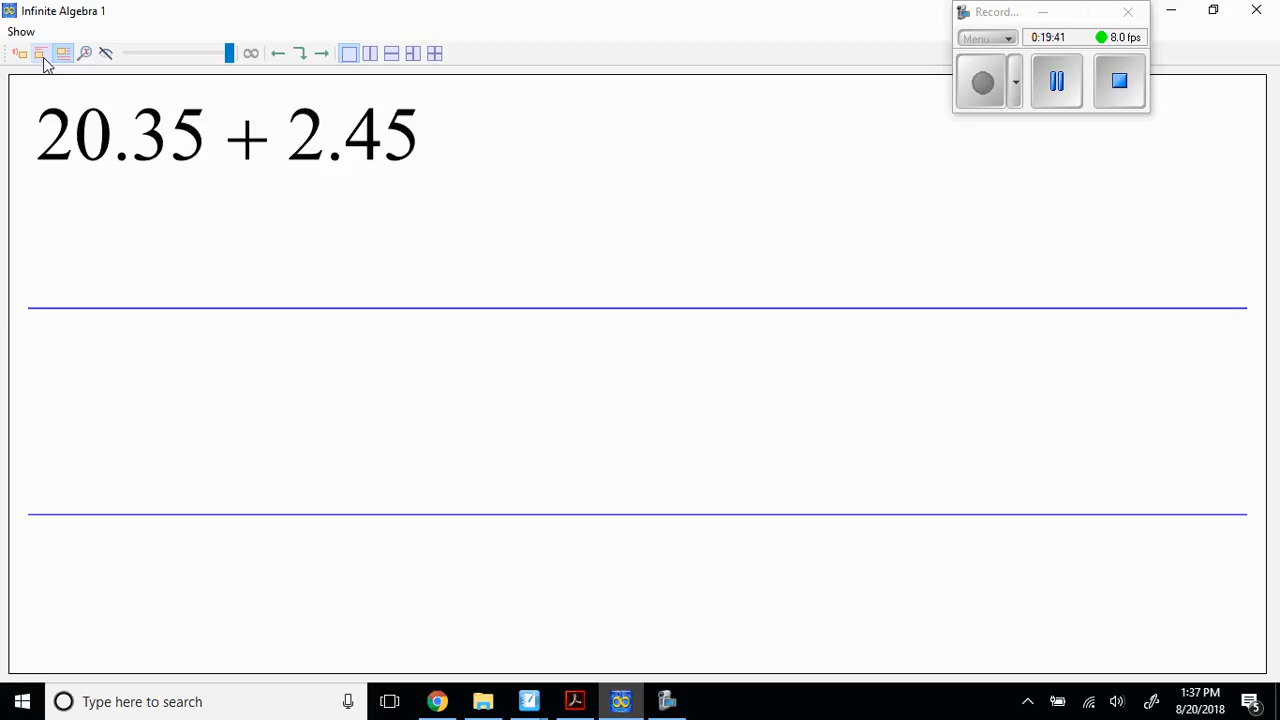 Infinite Algebra 1
Show
Record...
Menu
0:19:41
8.0 fps
20.35 + 2.45
Type here to search
1:37 PM
8/20/2018
5